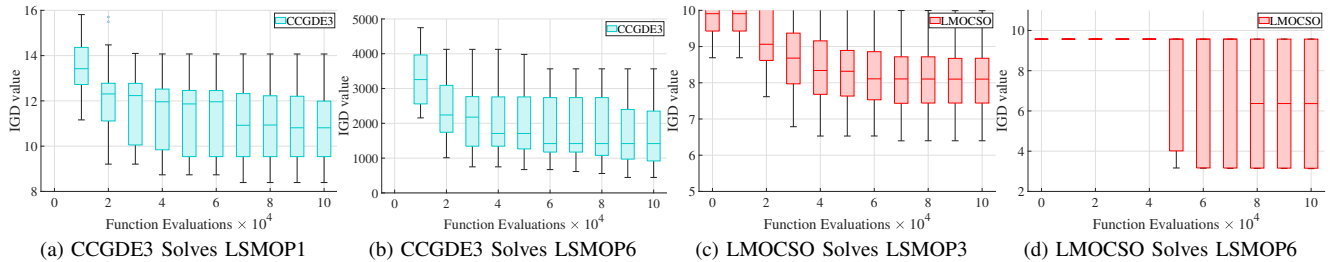 16
14
12
10
8
IGD value
CCGDE3
0 2 4 6 8 10
Function Evaluations × 10^4
(a) CCGDE3 Solves LSMOP1
5000
4000
3000
2000
1000
0
IGD value
CCGDE3
0 2 4 6 8 10
Function Evaluations × 10^4
(b) CCGDE3 Solves LSMOP6
10
9
8
7
6
5
IGD value
LMOCSO
0 2 4 6 8 10
Function Evaluations × 10^4
(c) LMOCSO Solves LSMOP3
10
8
6
4
2
IGD value
LMOCSO
0 2 4 6 8 10
Function Evaluations × 10^4
(d) LMOCSO Solves LSMOP6